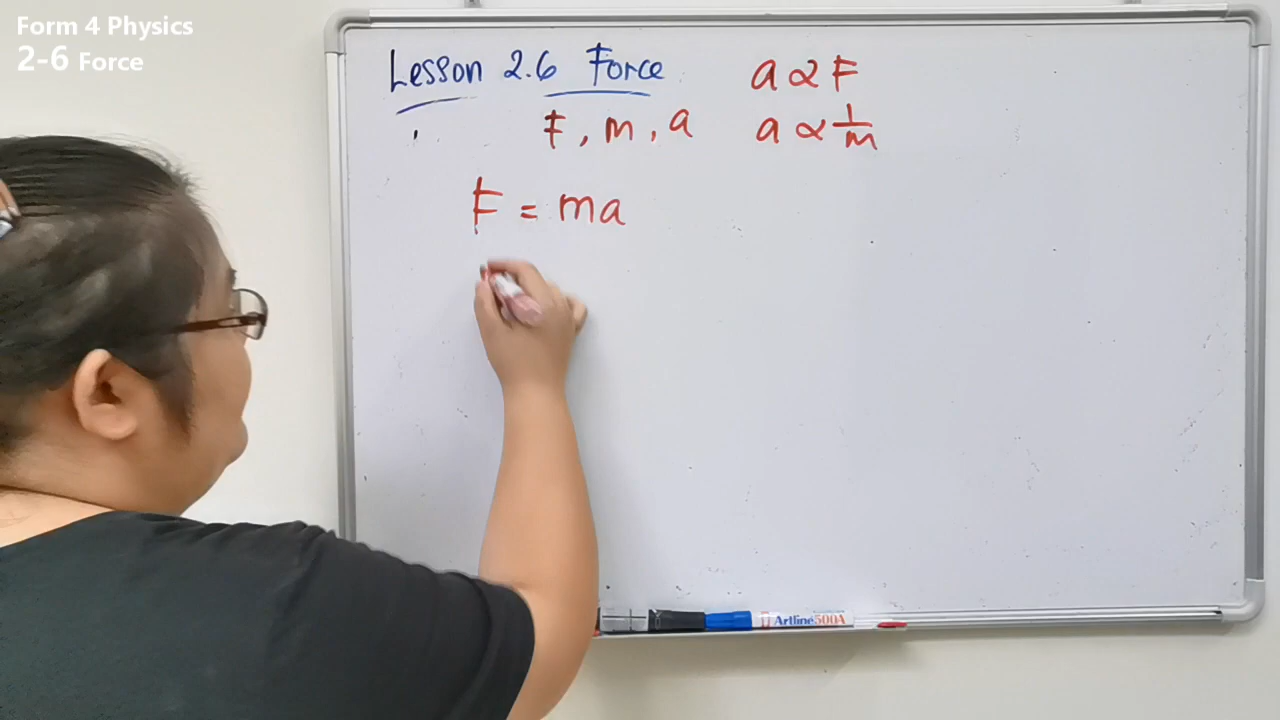 Form 4 Physics
2-6 Force
Lesson 2.6 Force
a ∝ F
F, m, a
a ∝ 1/m
F = ma
Artline 500A